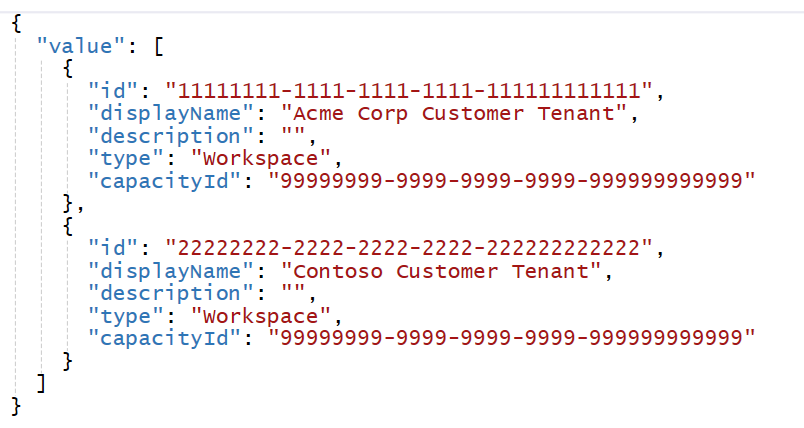 {
"value": [
{
"id": "11111111-1111-1111-1111-111111111111",
"displayName": "Acme Corp Customer Tenant",
"description": "",
"type": "Workspace",
"capacityId": "99999999-9999-9999-9999-999999999999"
},
{
"id": "22222222-2222-2222-2222-222222222222",
"displayName": "Contoso Customer Tenant",
"description": "",
"type": "Workspace",
"capacityId": "99999999-9999-9999-9999-999999999999"
}
]
}